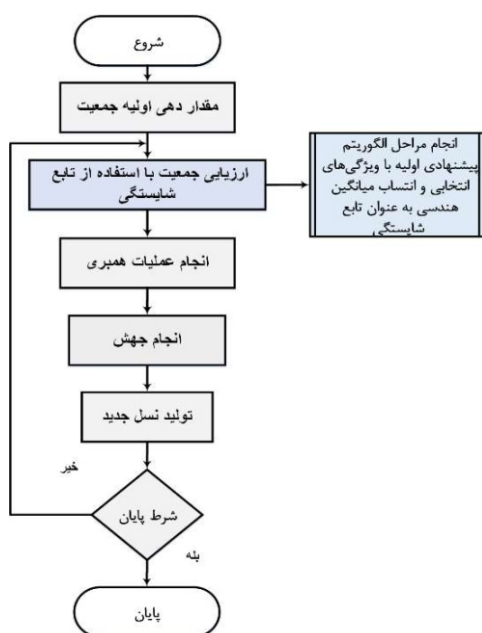 شروع
مقدار دهی اولیه جمعیت
ارزیابی جمعیت با استفاده از تابع
شایستگی
انجام مراحل الگوریتم
پیشنهادی اولیه با ویژگی‌های
انتخابی و انتساب میانگین
هندسی به عنوان تابع
شایستگی
انجام عملیات همبری
انجام جهش
تولید نسل جدید
خیر
شرط پایان
بله
پایان